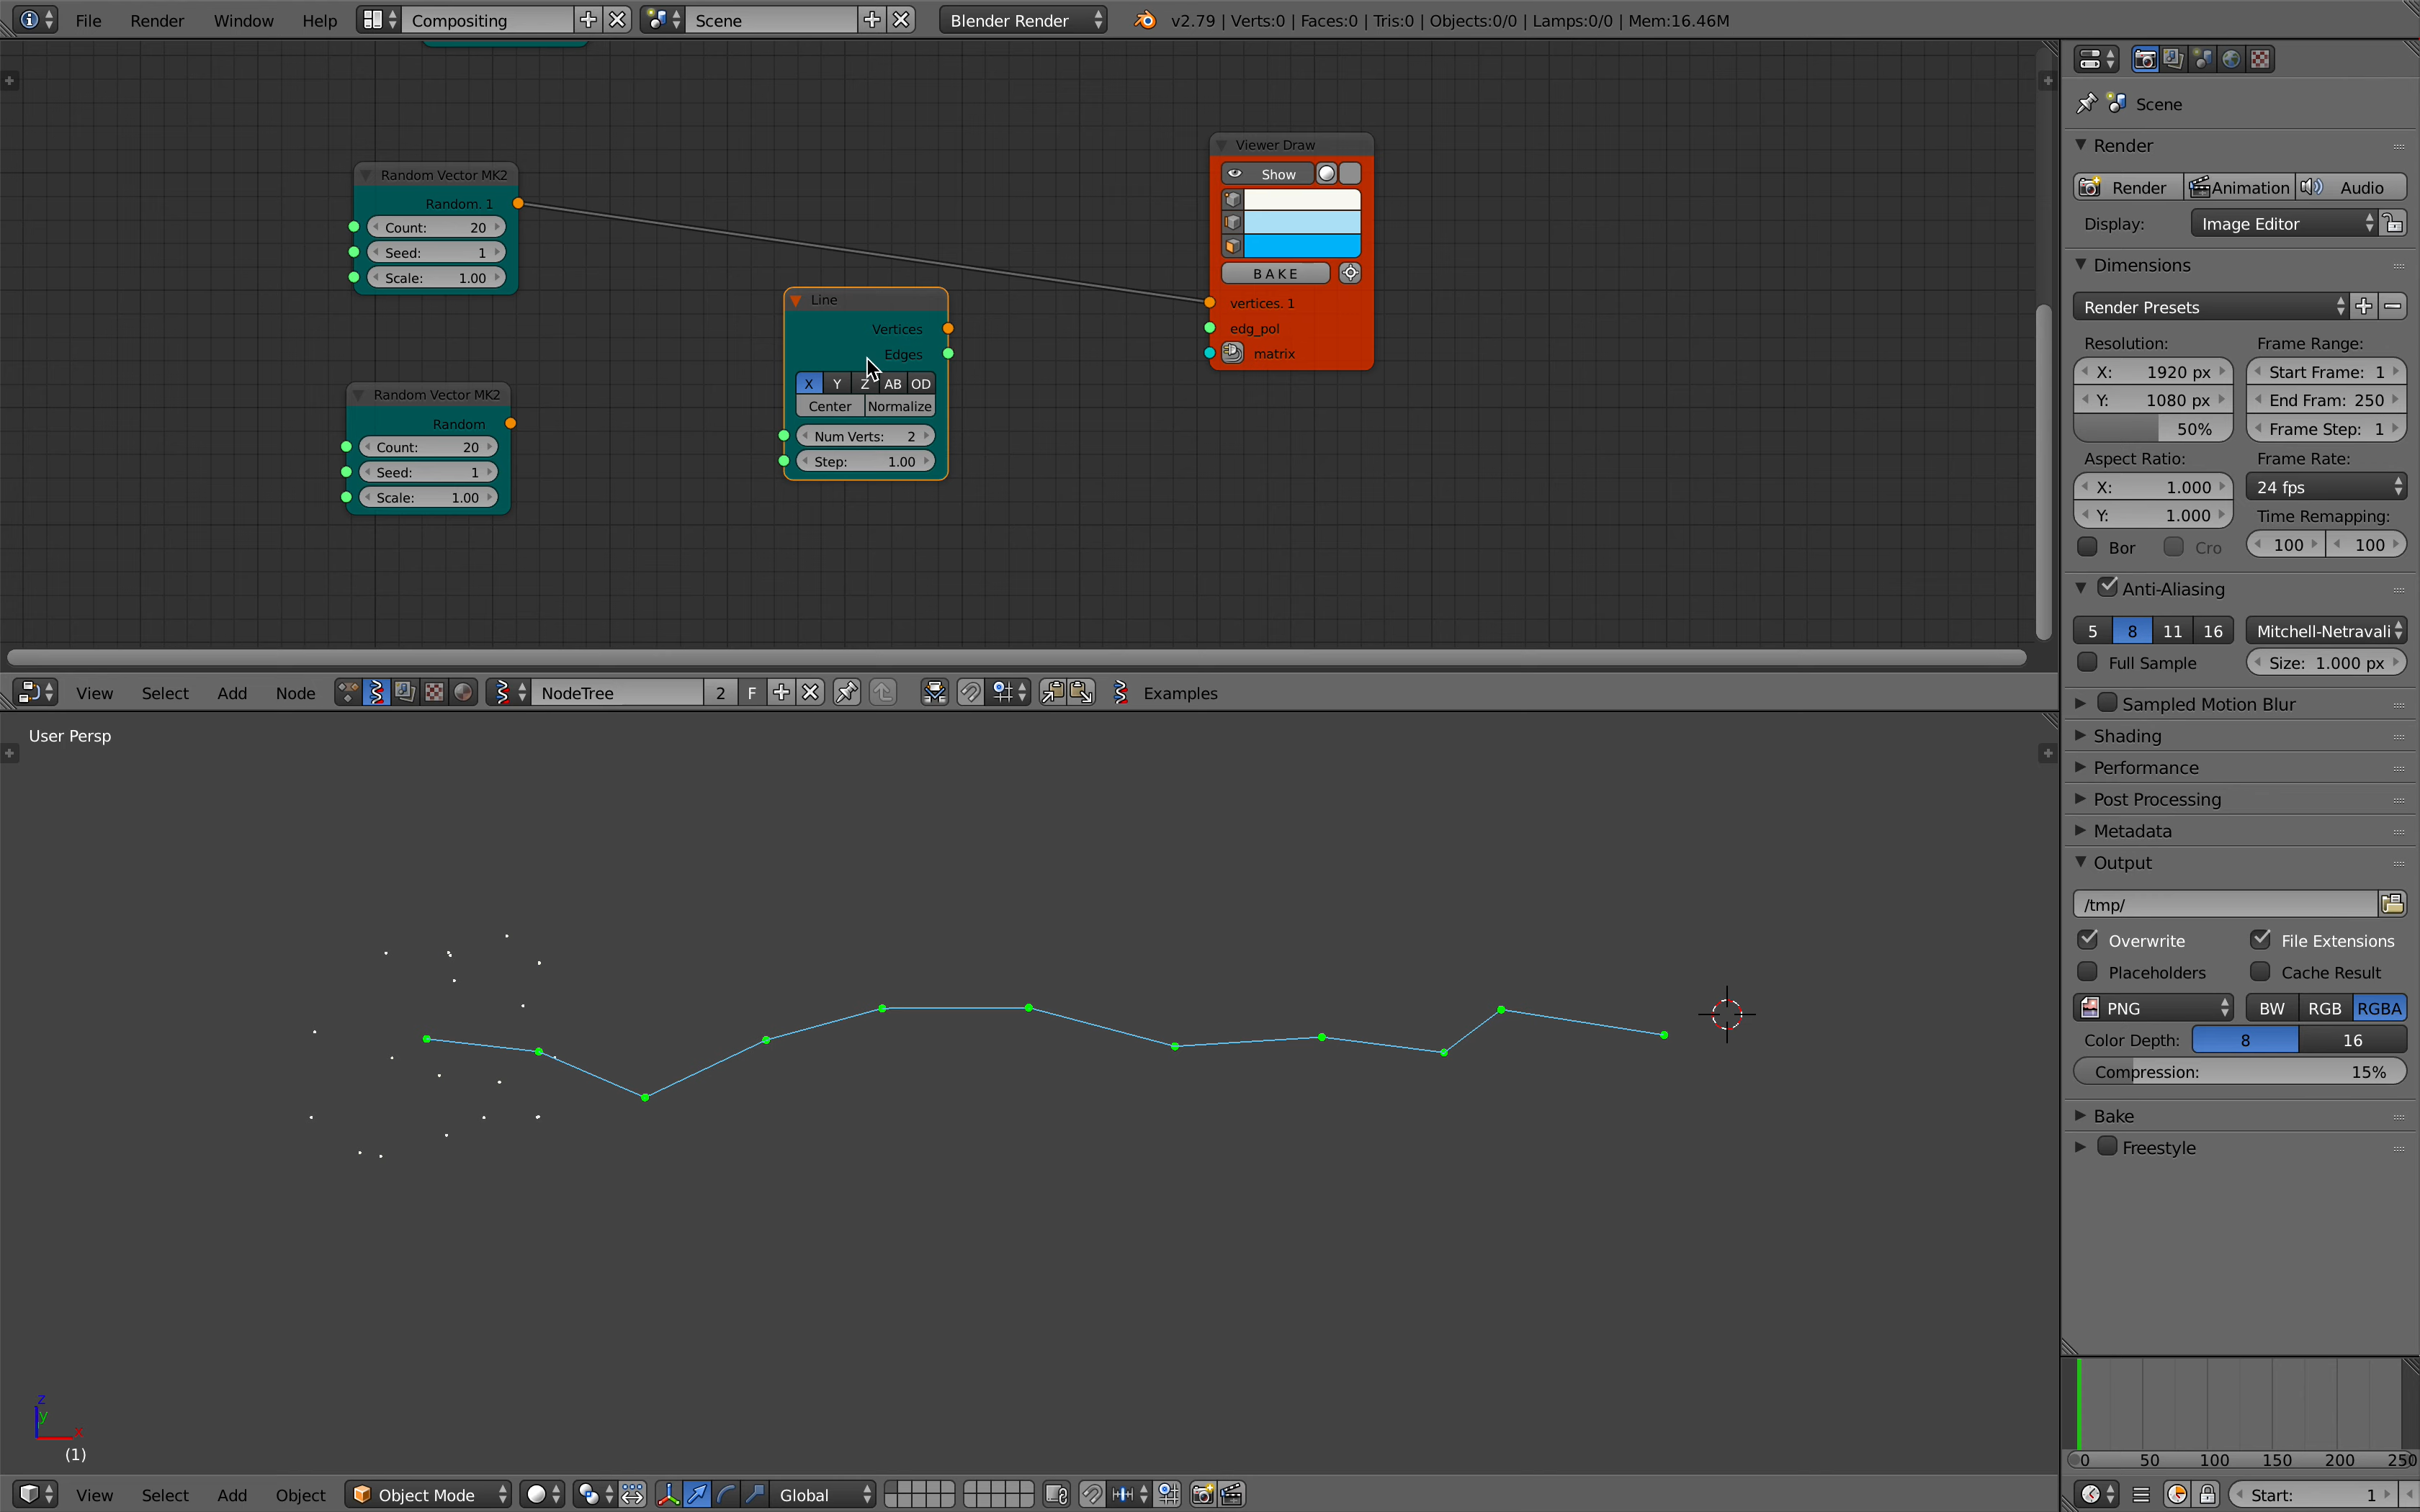 File Render Window Help Compositing Scene Blender Render v2.79 | Verts:0 | Faces:0 | Tris:0 | Objects:0/0 | Lamps:0/0 | Mem:16.46M
Random Vector MK2
Random. 1
Count: 20
Seed: 1
Scale: 1.00
Random Vector MK2
Random
Count: 20
Seed: 1
Scale: 1.00
Line
Vertices
Edges
X Y Z AB OD
Center Normalize
Num Verts: 2
Step: 1.00
Viewer Draw
Show
B A K E
vertices. 1
edg_pol
matrix
View Select Add Node NodeTree 2 F Examples
User Persp
z
y
x
(1)
View Select Add Object Object Mode Global
Scene
Render
Render Animation Audio
Display: Image Editor
Dimensions
Render Presets
Resolution: Frame Range:
X: 1920 px Start Frame: 1
Y: 1080 px End Fram: 250
50% Frame Step: 1
Aspect Ratio: Frame Rate:
X: 1.000 24 fps
Y: 1.000 Time Remapping:
Bor Cro 100 100
Anti-Aliasing
5 8 11 16 Mitchell-Netravali
Full Sample Size: 1.000 px
Sampled Motion Blur
Shading
Performance
Post Processing
Metadata
Output
/tmp/
Overwrite File Extensions
Placeholders Cache Result
PNG BW RGB RGBA
Color Depth: 8 16
Compression: 15%
Bake
Freestyle
0 50 100 150 200 250
Start: 1